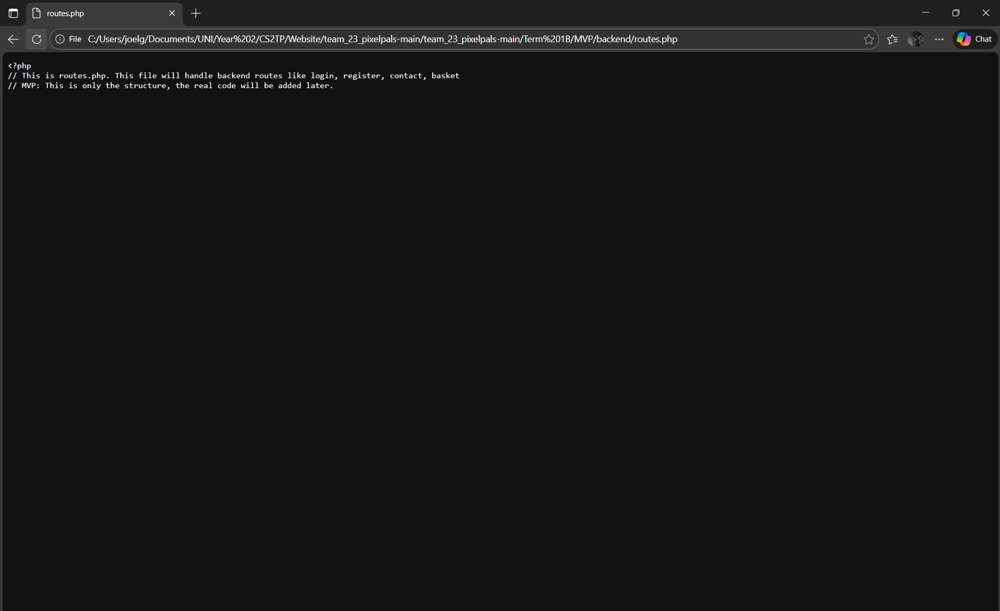 routes.php
File C:/Users/joelg/Documents/UNI/Year%202/CS2TP/Website/team_23_pixelpals-main/team_23_pixelpals-main/Term%201B/MVP/backend/routes.php
Chat
<?php
// This is routes.php. This file will handle backend routes like login, register, contact, basket
// MVP: This is only the structure, the real code will be added later.